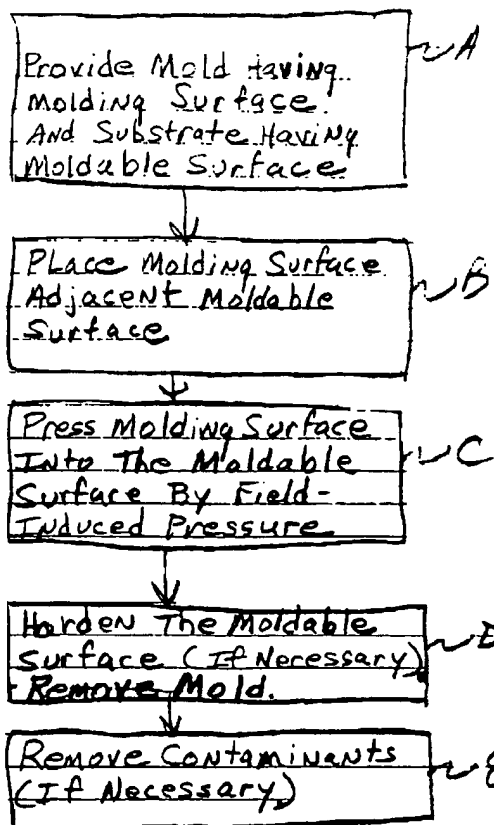 A
Provide Mold Having
Molding Surface
And Substrate Having
Moldable Surface
B
Place Molding Surface
Adjacent Moldable
Surface
C
Press Molding Surface
Into The Moldable
Surface By Field-
Induced Pressure
Harden The Moldable
Surface (If Necessary)
Remove Mold.
Remove Contaminants
(If Necessary)